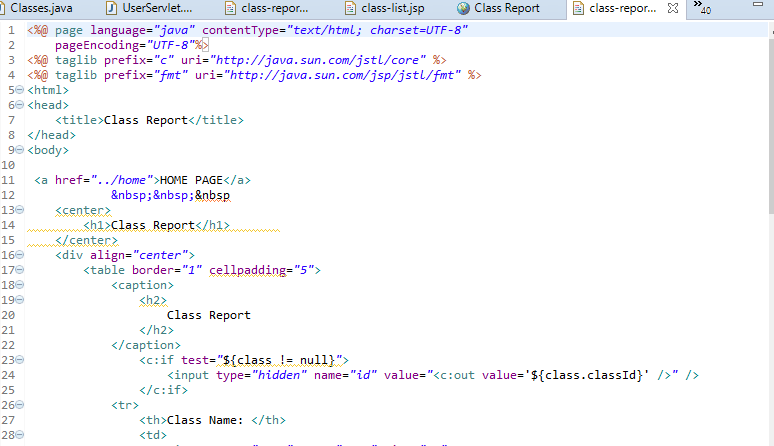 Classes.java UserServlet.... class-repor... class-list.jsp Class Report class-repor... »40
1 <%@ page language="java" contentType="text/html; charset=UTF-8"
2 pageEncoding="UTF-8"%>
3 <%@ taglib prefix="c" uri="http://java.sun.com/jstl/core" %>
4 <%@ taglib prefix="fmt" uri="http://java.sun.com/jsp/jstl/fmt" %>
5 <html>
6 <head>
7 <title>Class Report</title>
8 </head>
9 <body>
10
11 <a href="../home">HOME PAGE</a>
12 &nbsp;&nbsp;&nbsp
13 <center>
14 <h1>Class Report</h1>
15 </center>
16 <div align="center">
17 <table border="1" cellpadding="5">
18 <caption>
19 <h2>
20 Class Report
21 </h2>
22 </caption>
23 <c:if test="${class != null}">
24 <input type="hidden" name="id" value="<c:out value='${class.classId}' />" />
25 </c:if>
26 <tr>
27 <th>Class Name: </th>
28 <td>